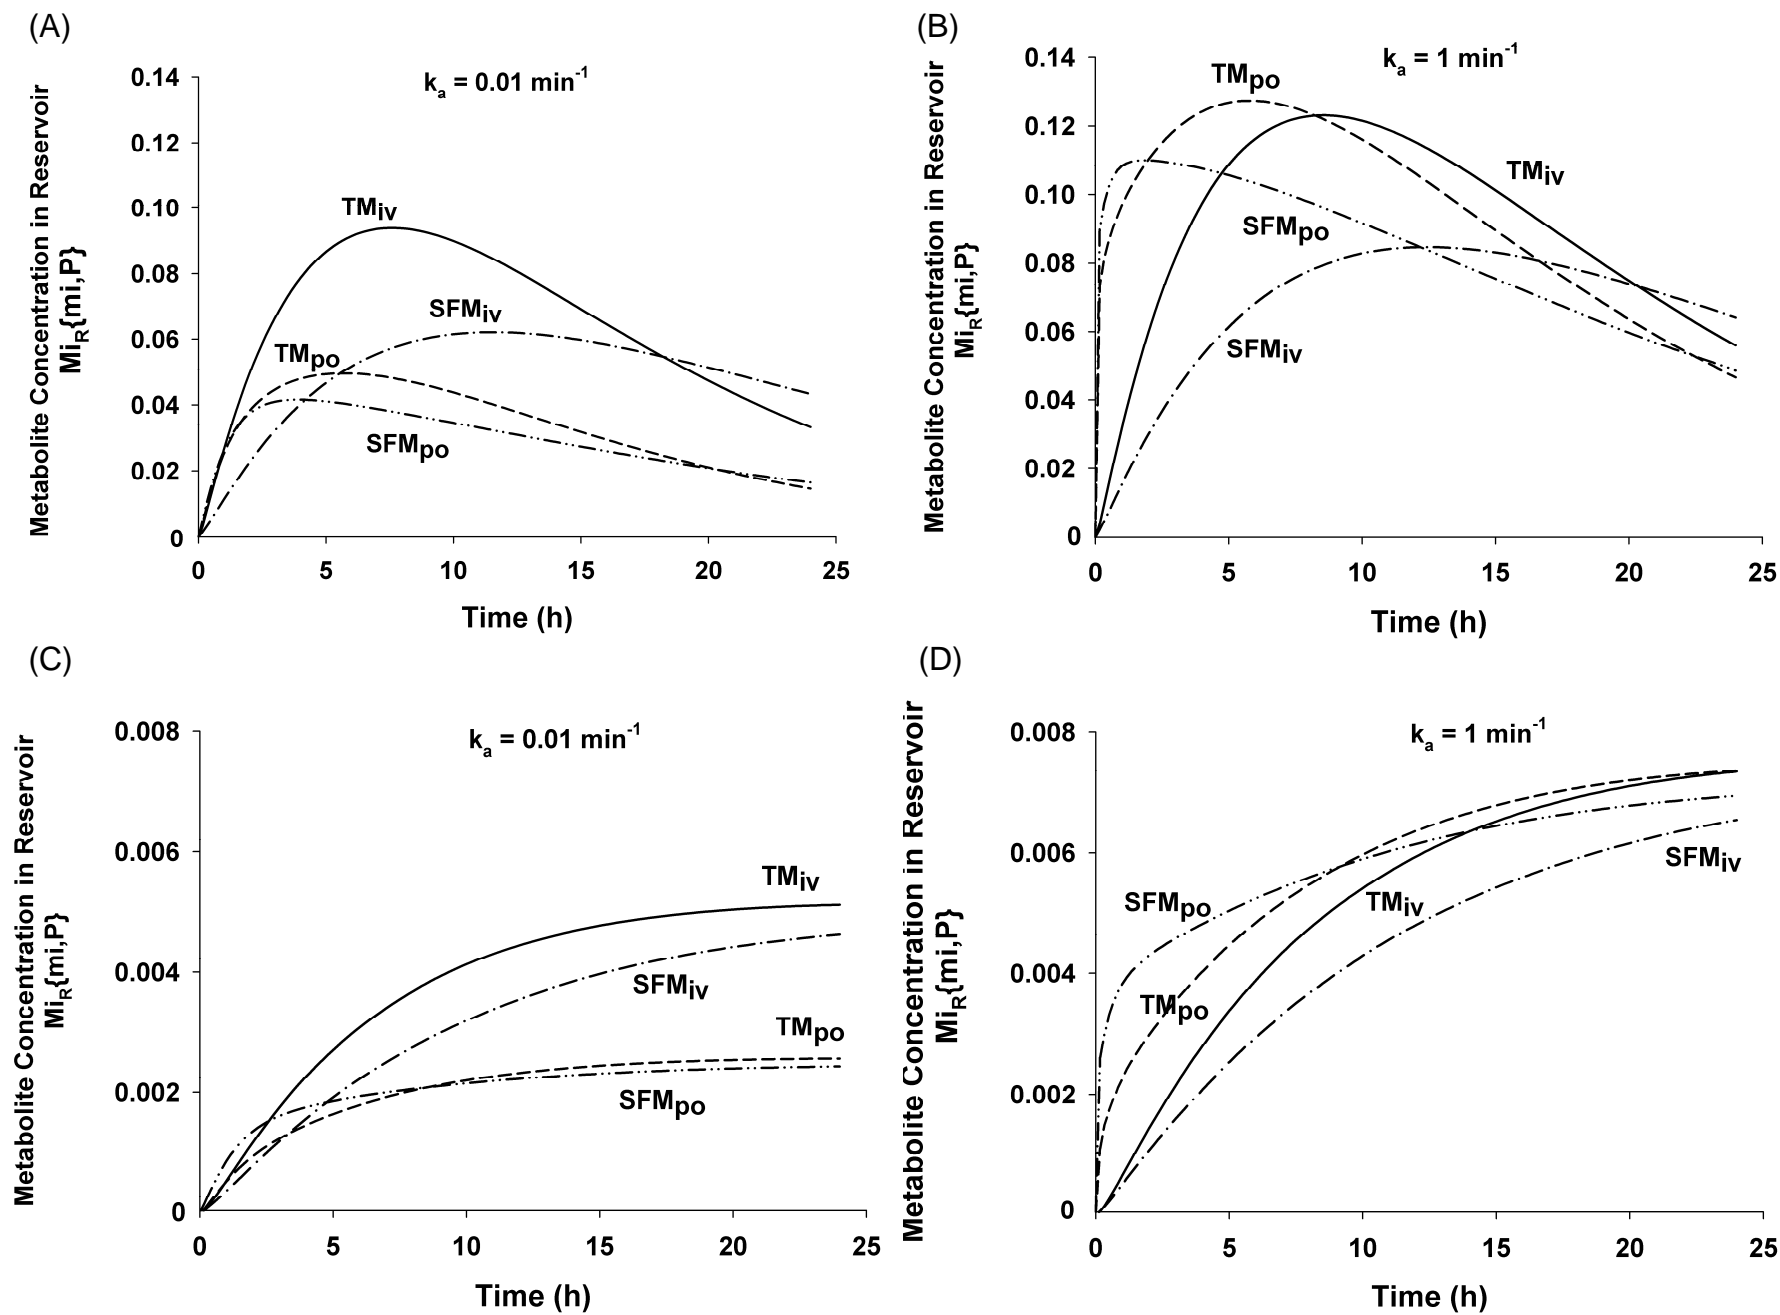 (A)
k_a = 0.01 min^-1
Metabolite Concentration in Reservoir
Mi_R{mi,P}
0.14
0.12
0.10
0.08
0.06
0.04
0.02
0
TM_iv
SFM_iv
TM_po
SFM_po
0 5 10 15 20 25
Time (h)
(B)
k_a = 1 min^-1
Metabolite Concentration in Reservoir
Mi_R{mi,P}
0.14
0.12
0.10
0.08
0.06
0.04
0.02
0
TM_po
TM_iv
SFM_po
SFM_iv
0 5 10 15 20 25
Time (h)
(C)
k_a = 0.01 min^-1
Metabolite Concentration in Reservoir
Mi_R{mi,P}
0.008
0.006
0.004
0.002
0
TM_iv
SFM_iv
TM_po
SFM_po
0 5 10 15 20 25
Time (h)
(D)
k_a = 1 min^-1
Metabolite Concentration in Reservoir
Mi_R{mi,P}
0.008
0.006
0.004
0.002
0
SFM_iv
SFM_po
TM_iv
TM_po
0 5 10 15 20 25
Time (h)